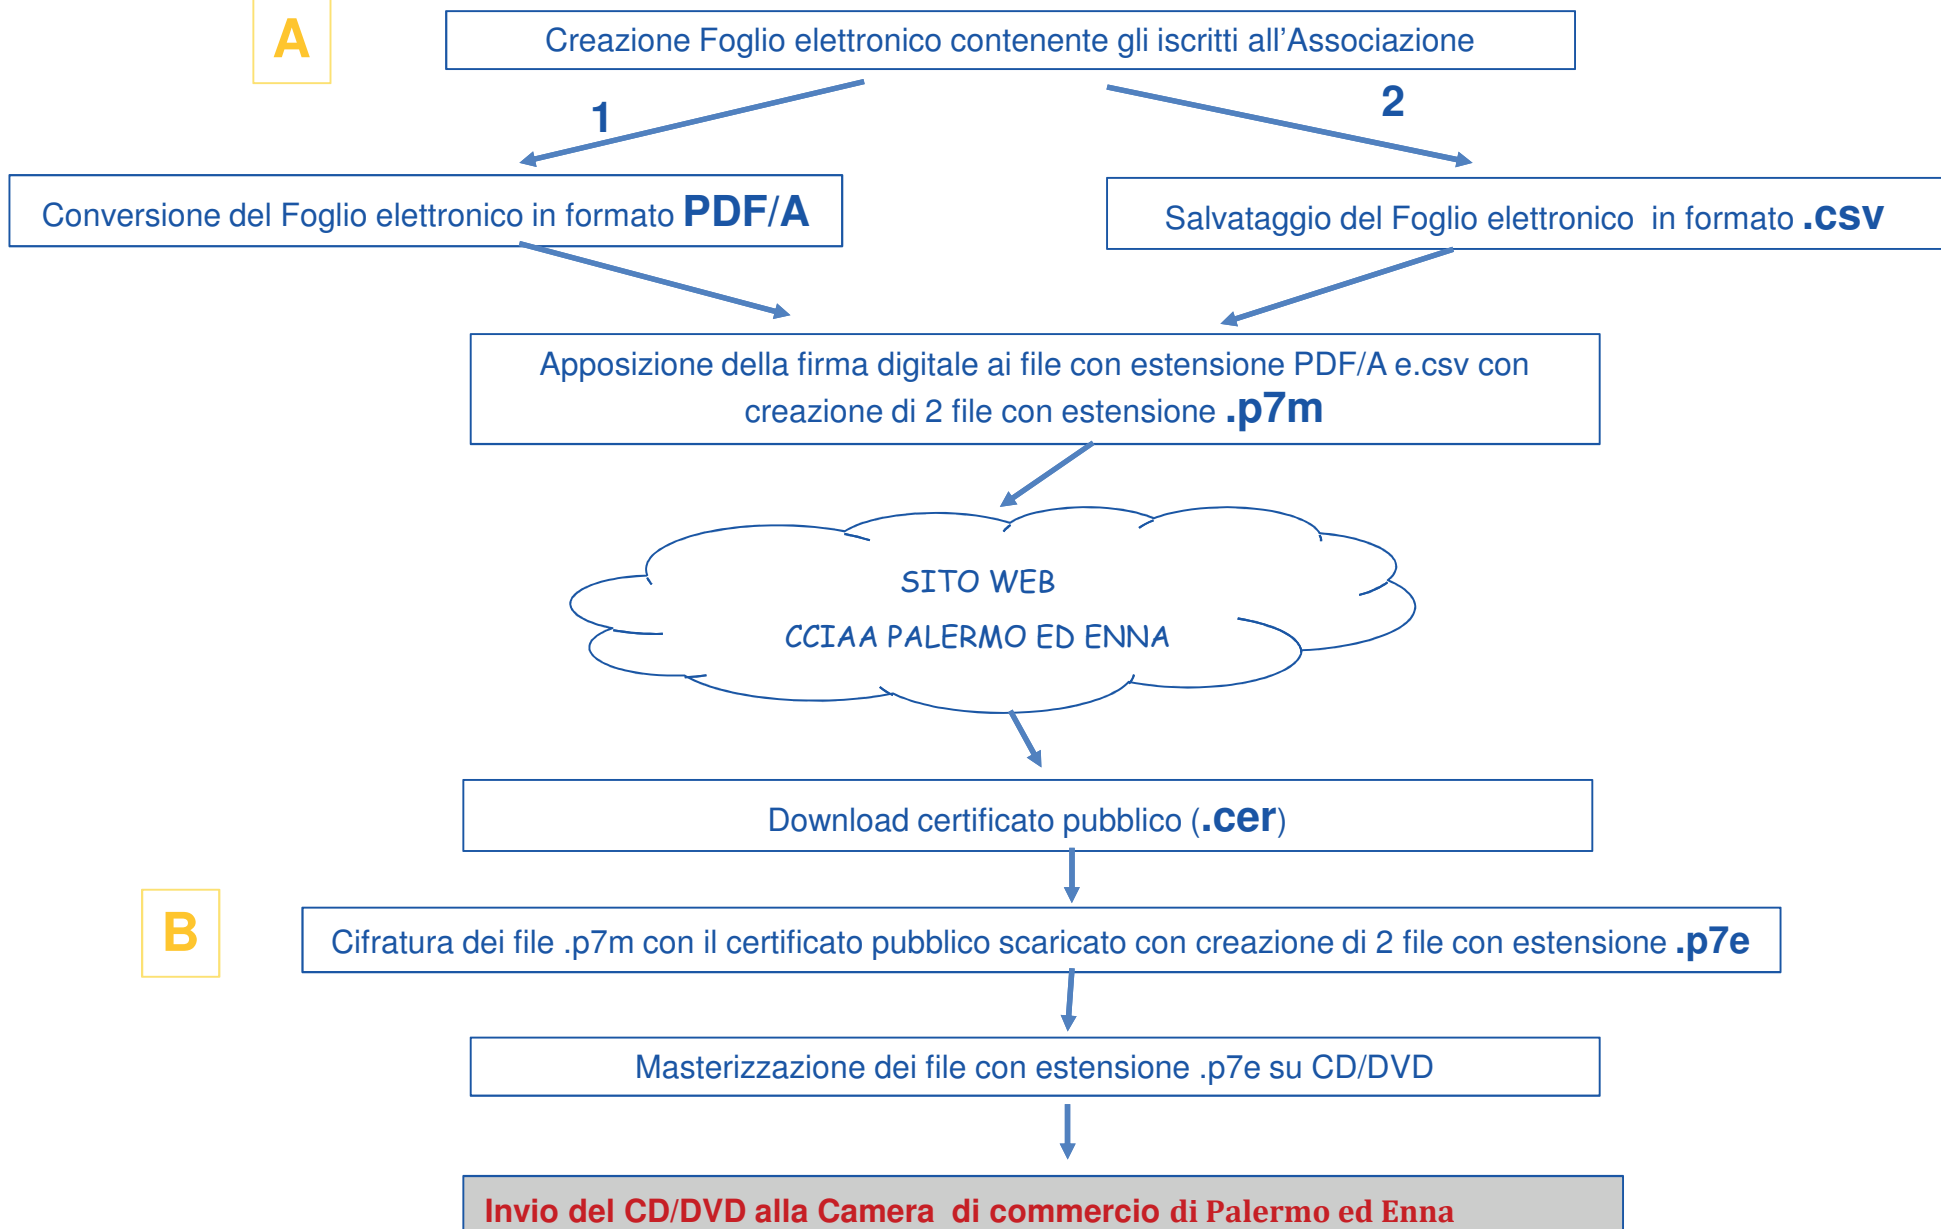 A
Creazione Foglio elettronico contenente gli iscritti all'Associazione
1
2
Conversione del Foglio elettronico in formato PDF/A
Salvataggio del Foglio elettronico in formato .csv
Apposizione della firma digitale ai file con estensione PDF/A e.csv con
creazione di 2 file con estensione .p7m
SITO WEB
CCIAA PALERMO ED ENNA
Download certificato pubblico (.cer)
B
Cifratura dei file .p7m con il certificato pubblico scaricato con creazione di 2 file con estensione .p7e
Masterizzazione dei file con estensione .p7e su CD/DVD
Invio del CD/DVD alla Camera di commercio di Palermo ed Enna